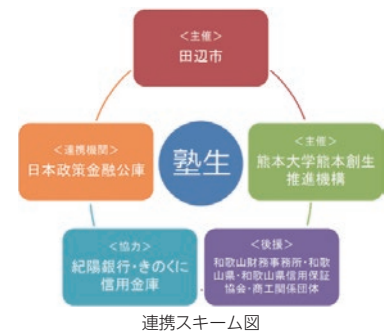 ＜主催＞
田辺市
＜連携機関＞
日本政策金融公庫
塾生
＜主催＞
熊本大学熊本創生
推進機構
＜協力＞
紀陽銀行・きのくに
信用金庫
＜後援＞
和歌山財務事務所・和歌
山県・和歌山県信用保証
協会・商工関係団体
連携スキーム図